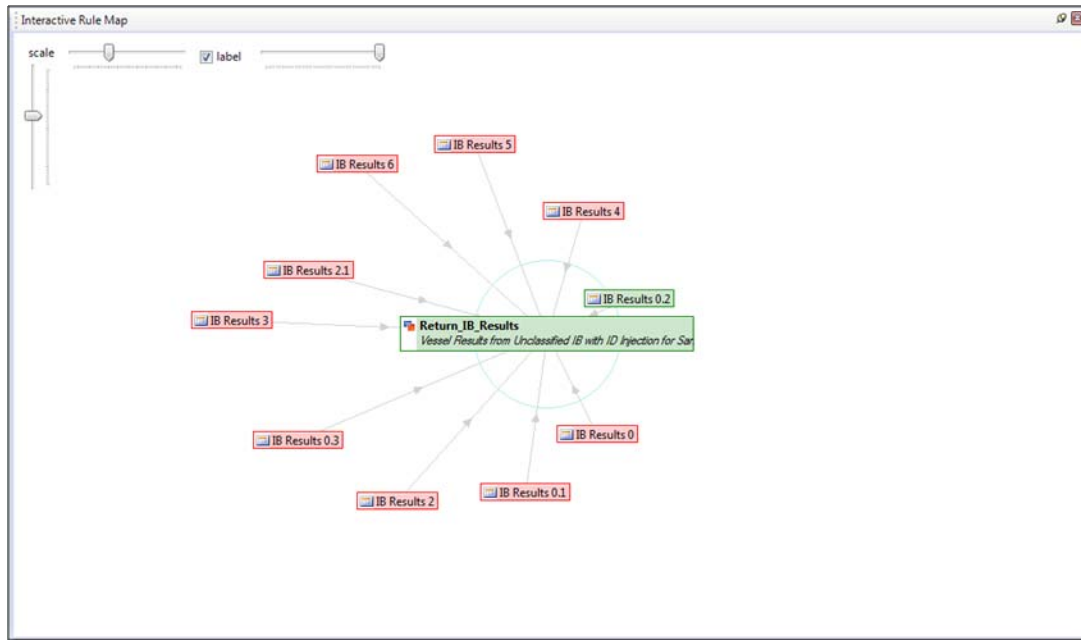 Interactive Rule Map
scale
label
IB Results 5
IB Results 6
IB Results 4
IB Results 2.1
IB Results 0.2
IB Results 3
Return_IB_Results
Vessel Results from Unclassified IB with ID Injection for Sar
IB Results 0
IB Results 0.3
IB Results 0.1
IB Results 2